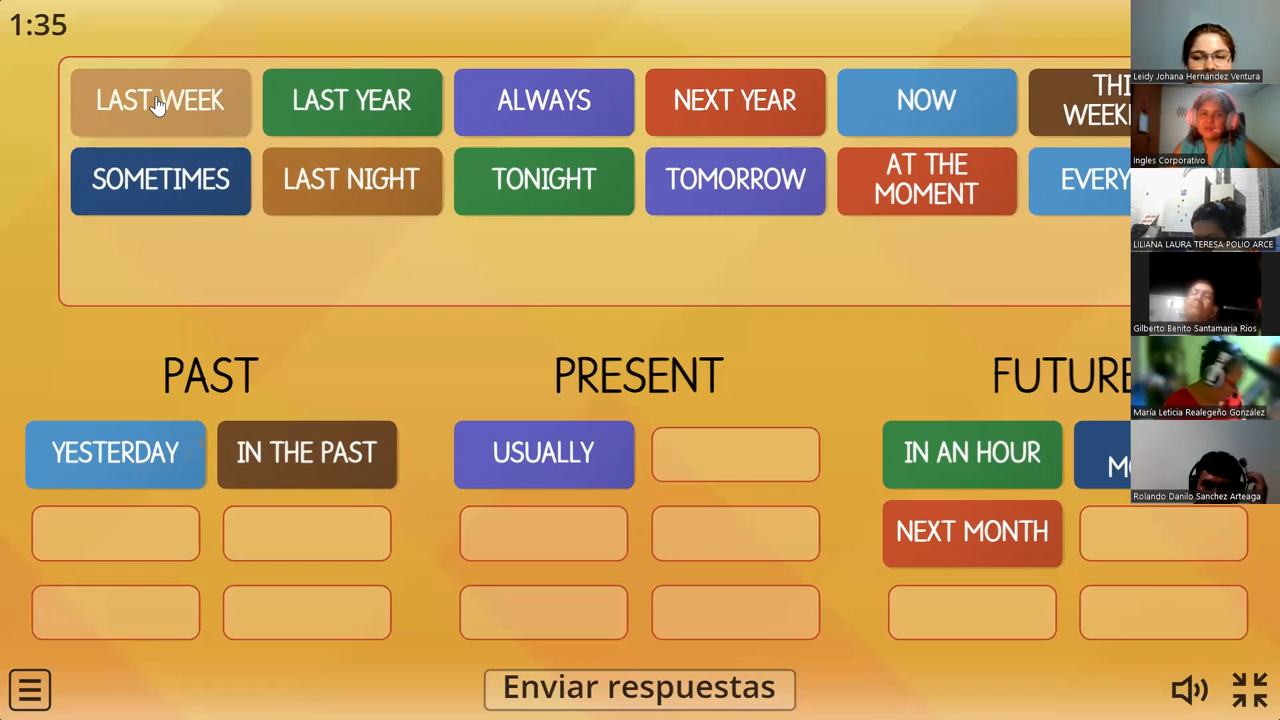 1:35
LAST WEEK
LAST YEAR
ALWAYS
NEXT YEAR
NOW
SOMETIMES
LAST NIGHT
TONIGHT
TOMORROW
AT THE
MOMENT
EVERY
PAST
PRESENT
FUTURE
YESTERDAY
IN THE PAST
USUALLY
IN AN HOUR
NEXT MONTH
Enviar respuestas
Leidy Johana Hernández Ventura
Ingles Corporativo
LILIANA LAURA TERESA POLIO ARCE
Gilberto Benito Santamaria Rios
María Leticia Realegeño González
Rolando Danilo Sanchez Arteaga